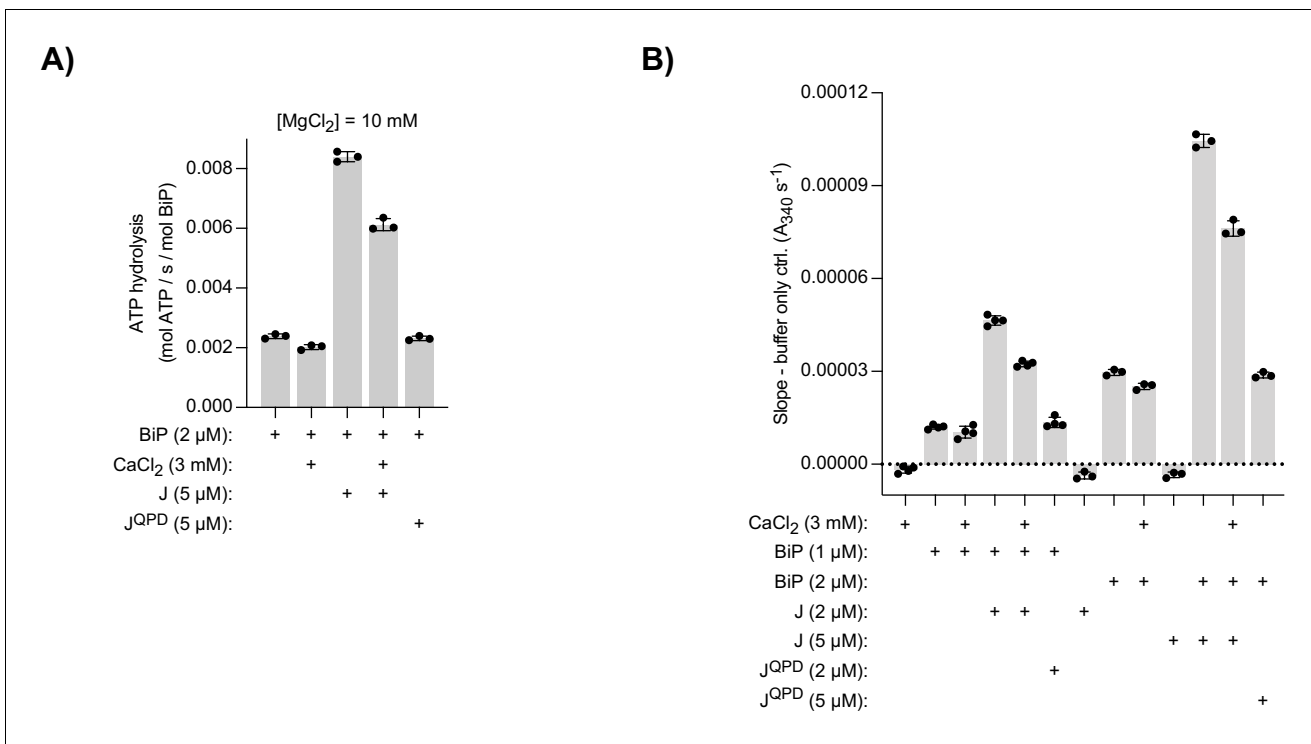 A)
[MgCl2] = 10 mM
ATP hydrolysis
(mol ATP / s / mol BiP)
0.008
0.006
0.004
0.002
0.000
BiP (2 µM): + + + + +
CaCl2 (3 mM): + +
J (5 µM): + +
JQPD (5 µM): +
B)
Slope - buffer only ctrl. (A340 s-1)
0.00012
0.00009
0.00006
0.00003
0.00000
CaCl2 (3 mM): + + + + +
BiP (1 µM): + + + + +
BiP (2 µM): + + + + +
J (2 µM): + + +
J (5 µM): + + +
JQPD (2 µM): +
JQPD (5 µM): +